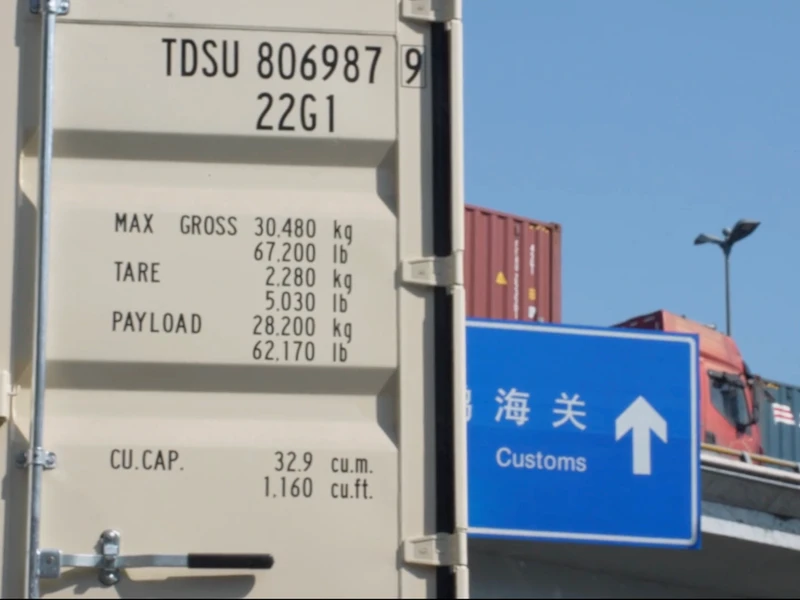 TDSU 806987 9
22G1
MAX GROSS 30.480 kg
67.200 lb
TARE 2.280 kg
5.030 lb
PAYLOAD 28.200 kg
62.170 lb
CU.CAP. 32.9 cu.m.
1.160 cu.ft.
海关
Customs